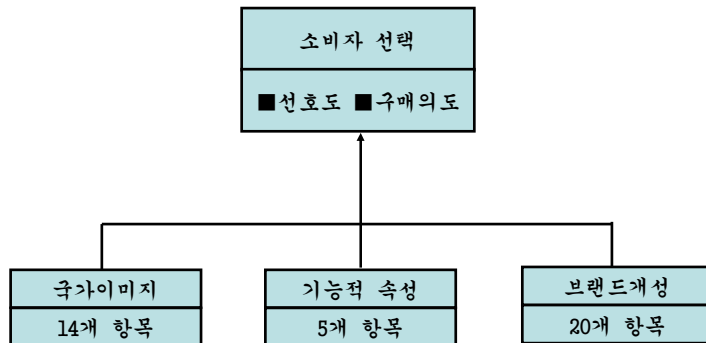 소비자 선택
■선호도 ■구매의도
국가이미지
14개 항목
기능적 속성
5개 항목
브랜드개성
20개 항목